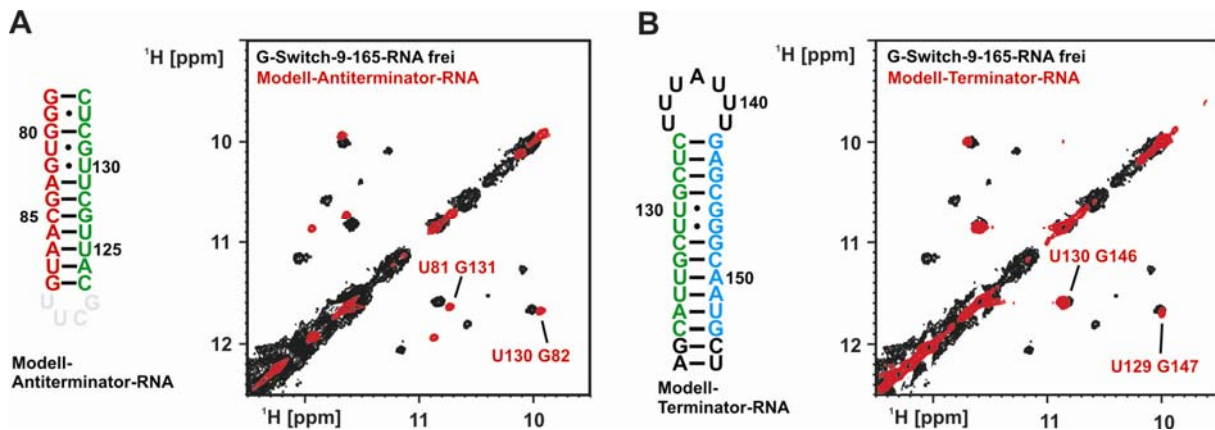 A
¹H [ppm]
G-Switch-9-165-RNA frei
Modell-Antiterminator-RNA
G C
G U
80 G C
U G
G U 130
A U
G C
85 C G
A U
A U 125
U A
G C
U G
U C
Modell-
Antiterminator-RNA
10
11
12
U81 G131
U130 G82
¹H [ppm] 11 10
B
¹H [ppm]
G-Switch-9-165-RNA frei
Modell-Terminator-RNA
A
U U
U U 140
U U
C G
U A
C G
G C
130 U G
U G
C G
G C
U A
U A 150
A U
C G
G C
A U
Modell-
Terminator-RNA
10
11
12
U130 G146
U129 G147
¹H [ppm] 11 10